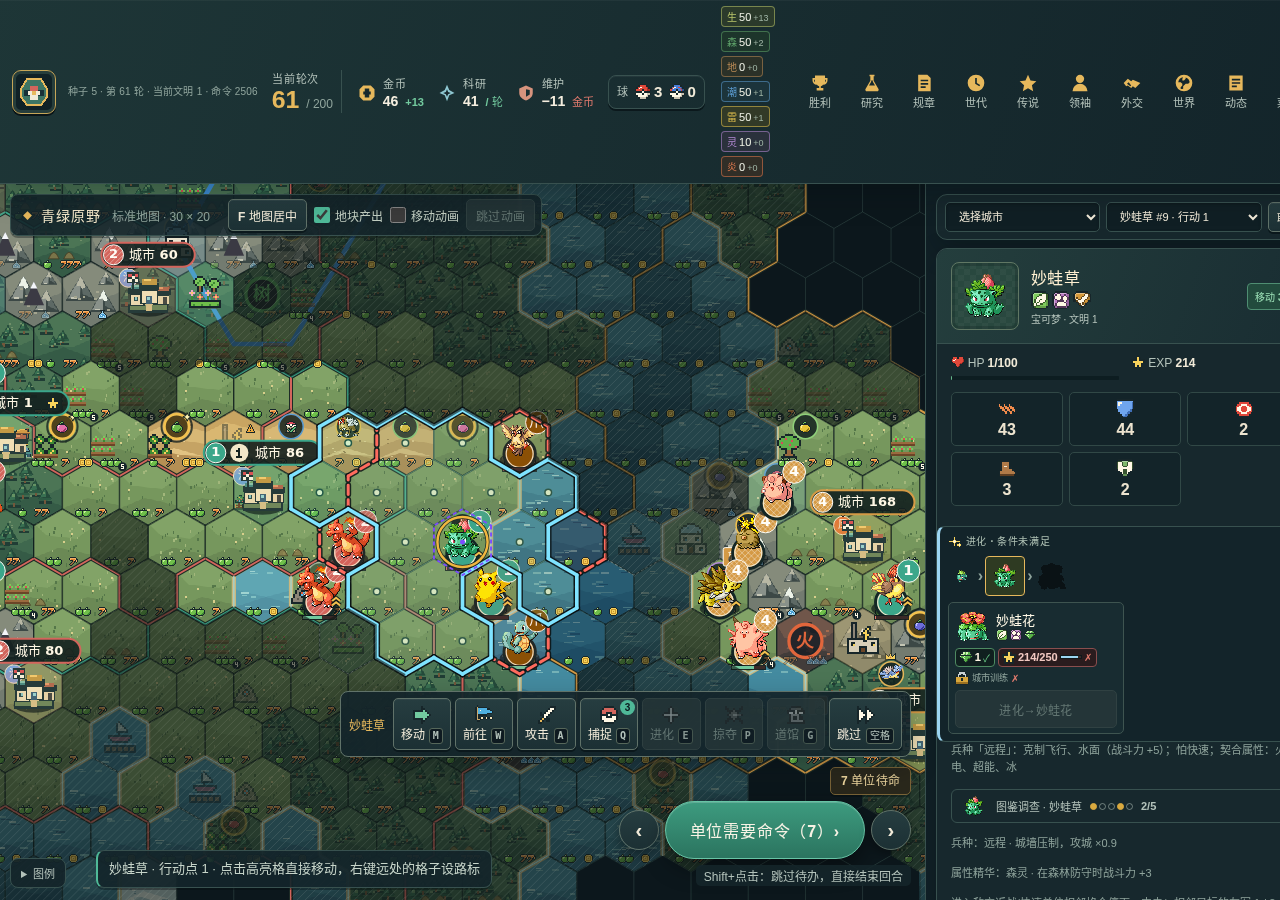 种子 5 · 第 61 轮 · 当前文明 1 · 命令 2506
当前轮次
61 / 200
金币
46 +13
科研
41 / 轮
维护
−11 金币
球 3 0
生 50 +13
森 50 +2
地 0 +0
潮 50 +1
雷 50 +1
灵 10 +0
炎 0 +0
胜利
研究
规章
世代
传说
领袖
外交
世界
动态
青绿原野
标准地图 · 30 × 20
F 地图居中
地块产出
移动动画
跳过动画
2 城市 60
树
城市 1
1 1 城市 86
4 城市 168
4
4
4
4
1
火
城市 80
市
妙蛙草
移动 M
前往 W
攻击 A
捕捉 Q
3
进化 E
掠夺 P
道馆 G
跳过 空格
7 单位待命
‹
单位需要命令（7）›
›
Shift+点击：跳过待办，直接结束回合
图例
妙蛙草 · 行动点 1 · 点击高亮格直接移动，右键远处的格子设路标
选择城市
妙蛙草 #9 · 行动 1
妙蛙草
宝可梦 · 文明 1
移动
HP 1/100
EXP 214
43
44
2
3
2
进化 · 条件未满足
妙蛙花
1 ✓
214/250 ✗
城市训练 ✗
进化→妙蛙花
兵种「远程」：克制飞行、水面（战斗力 +5）；怕快速；契合属性：
电、超能、冰
图鉴调查 · 妙蛙草 2/5
兵种：远程 · 城墙压制，攻城 ×0.9
属性精华：森灵 · 在森林防守时战斗力 +3